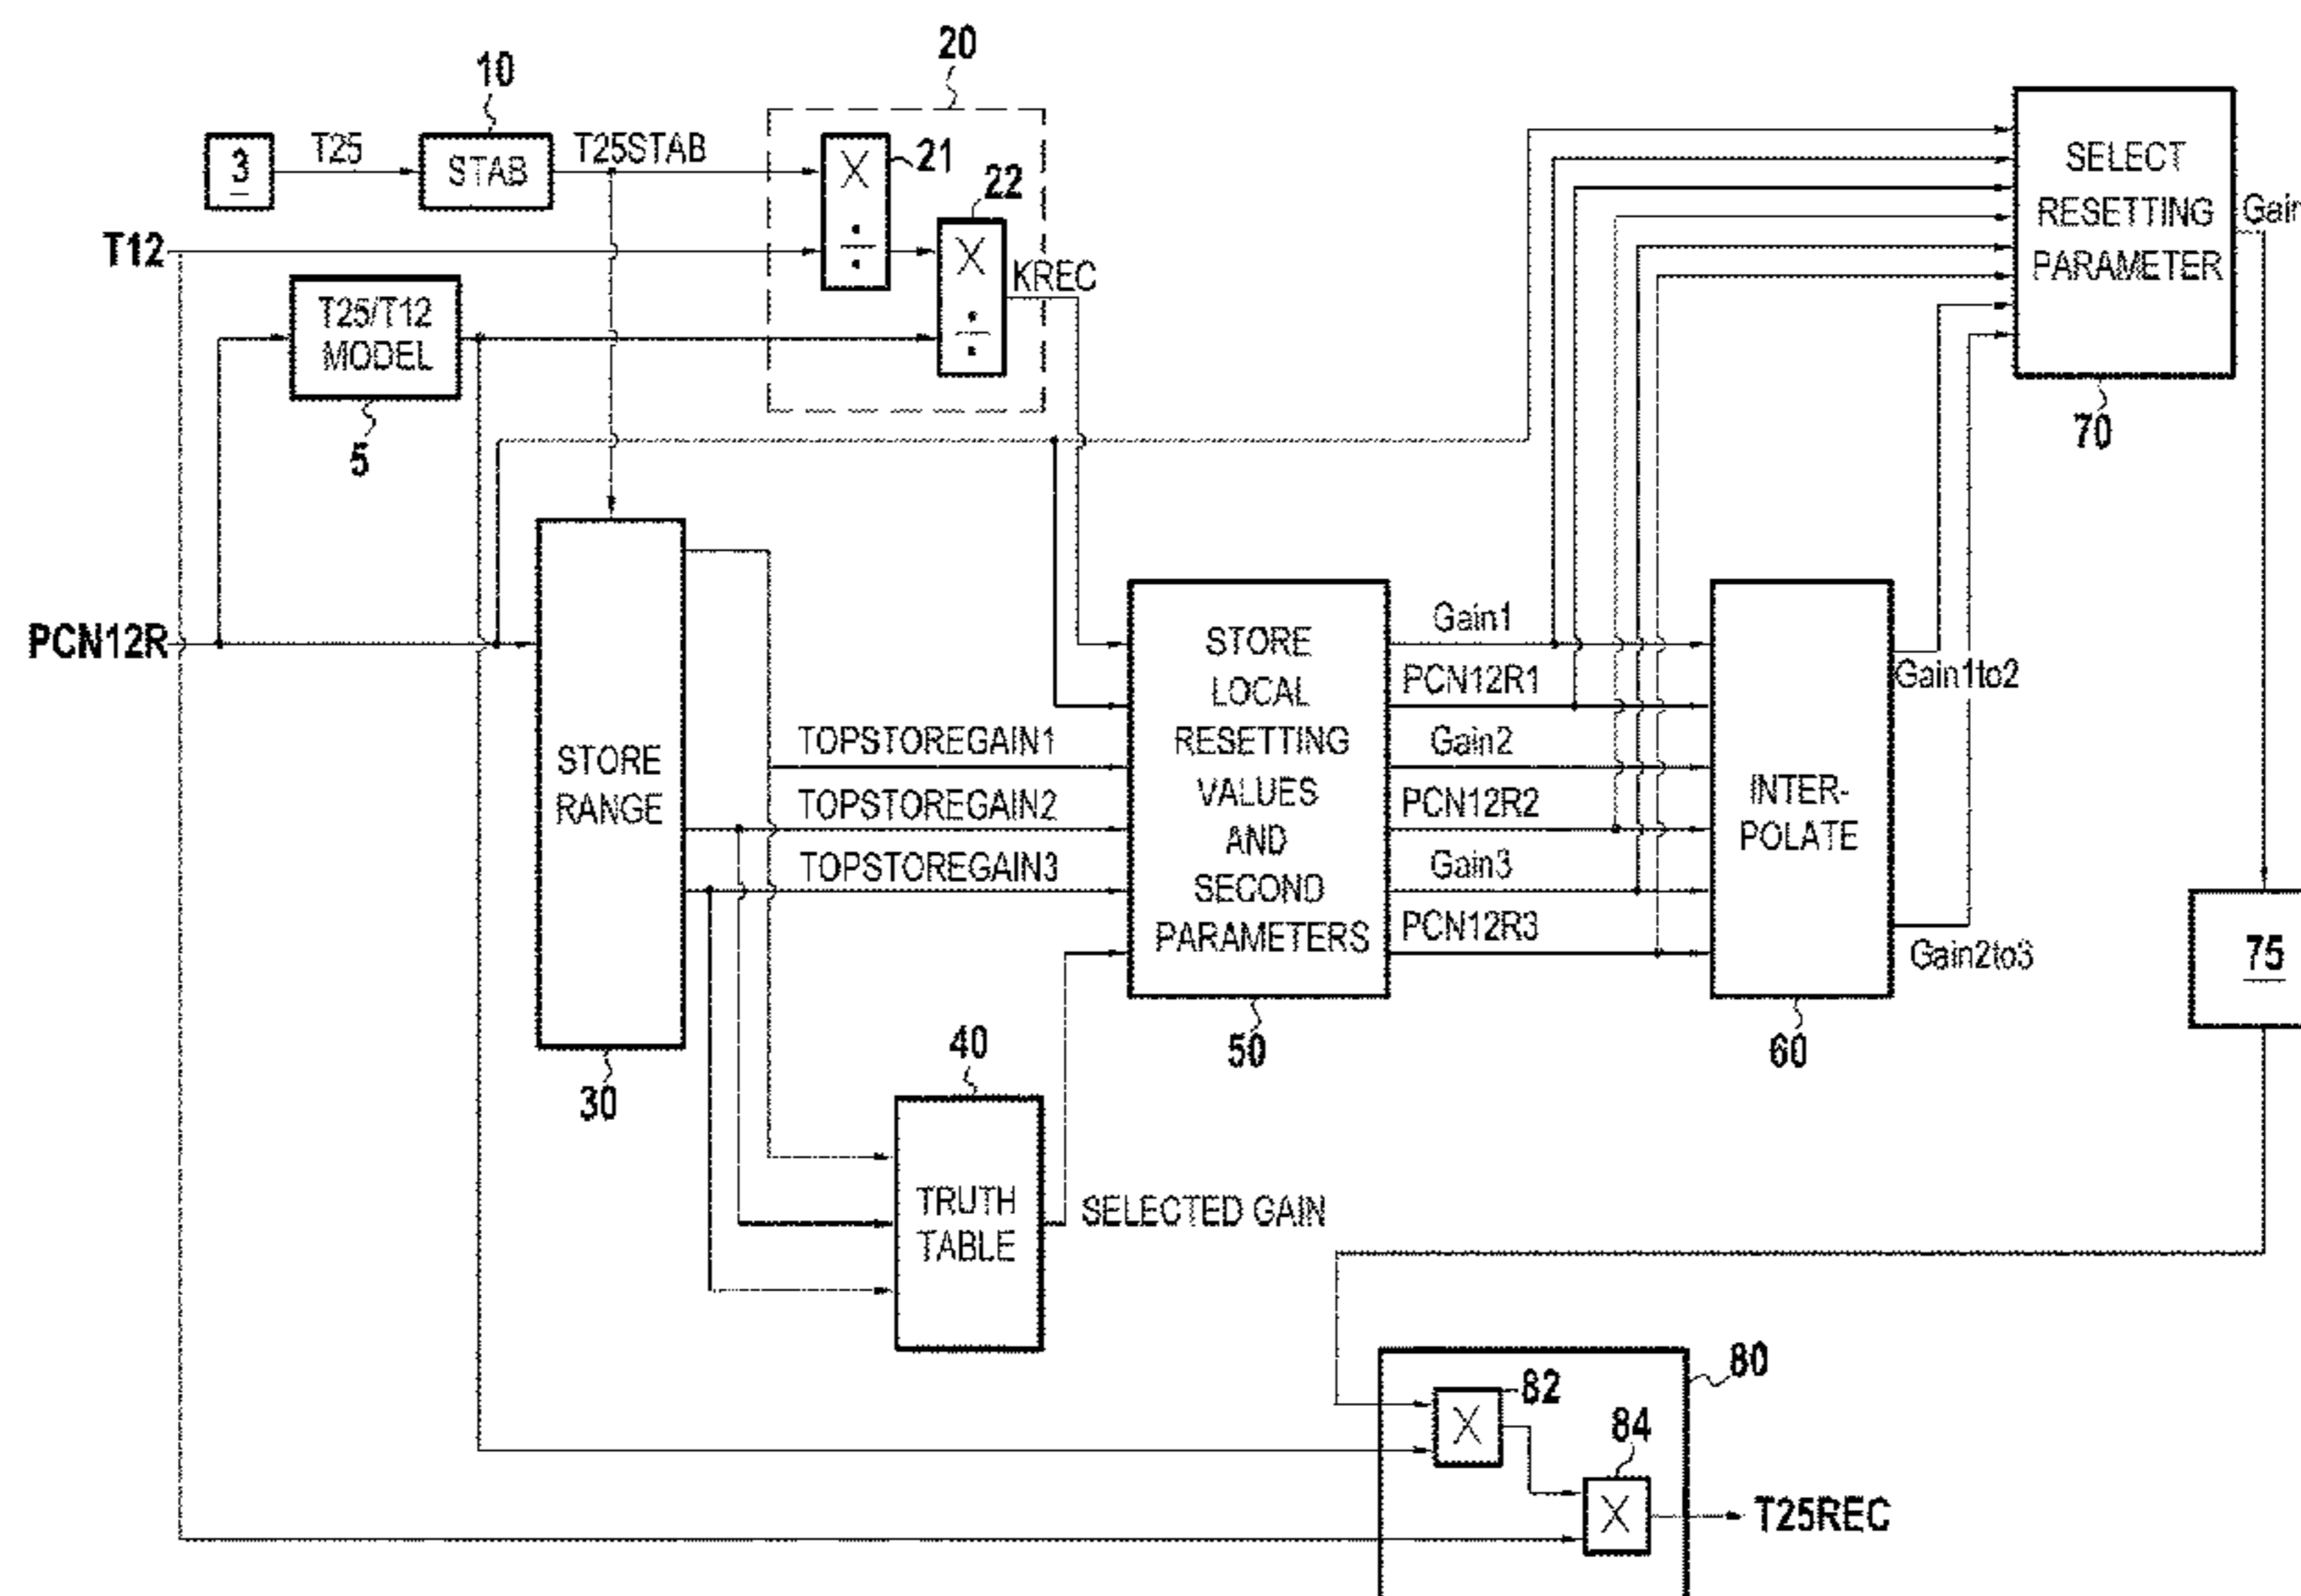 20
10
3
T25
STAB
T25STAB
X
21
÷
22
X
÷
KREC
T12
T25/T12
MODEL
5
SELECT
RESETTING
PARAMETER
Gain
70
PCN12R
STORE
RANGE
30
TOPSTOREGAIN1
TOPSTOREGAIN2
TOPSTOREGAIN3
STORE
LOCAL
RESETTING
VALUES
AND
SECOND
PARAMETERS
50
Gain1
PCN12R1
Gain2
PCN12R2
Gain3
PCN12R3
INTER-
POLATE
60
Gain1to2
Gain2to3
75
40
TRUTH
TABLE
SELECTED GAIN
80
82
X
84
X
T25REC